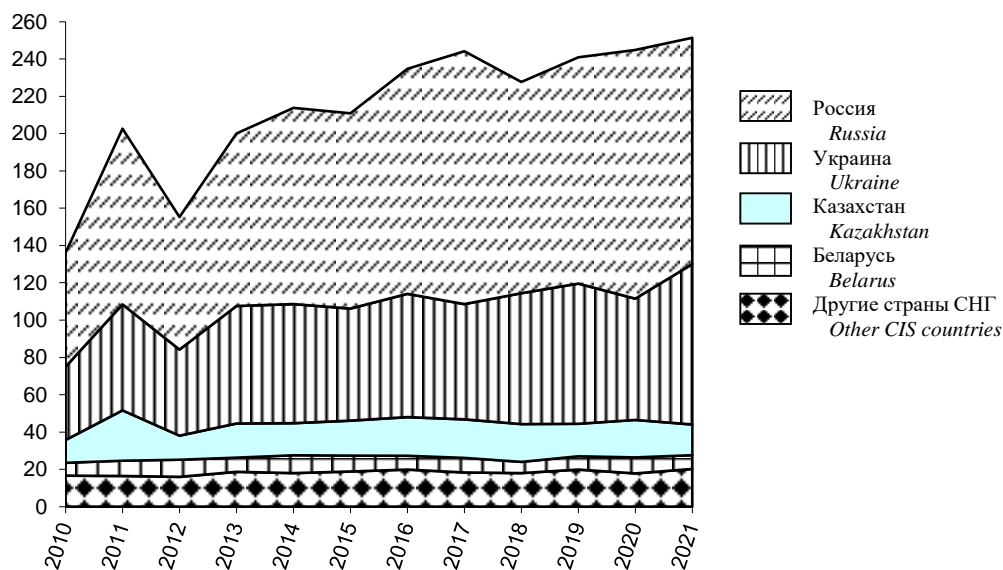 260
240
220
200
180
160
140
120
100
80
60
40
20
0
2010
2011
2012
2013
2014
2015
2016
2017
2018
2019
2020
2021
Россия
Russia
Украина
Ukraine
Казахстан
Kazakhstan
Беларусь
Belarus
Другие страны СНГ
Other CIS countries